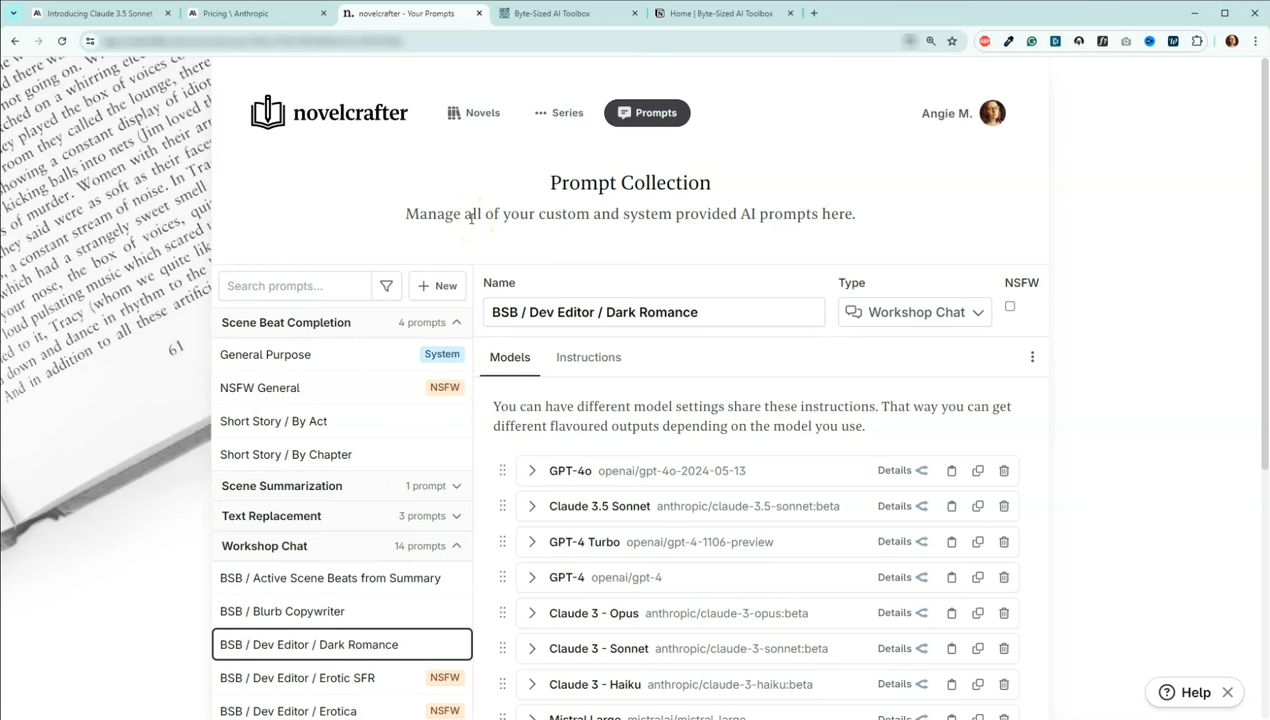 Introducing Claude 3.5 Sonnet
Pricing \ Anthropic
novelcrafter - Your Prompts
Byte-Sized AI Toolbox
Home | Byte-Sized AI Toolbox
novelcrafter
Novels
Series
Prompts
Angie M.
Prompt Collection
Manage all of your custom and system provided AI prompts here.
Search prompts...
New
Scene Beat Completion 4 prompts
General Purpose System
NSFW General NSFW
Short Story / By Act
Short Story / By Chapter
Scene Summarization 1 prompt
Text Replacement 3 prompts
Workshop Chat 14 prompts
BSB / Active Scene Beats from Summary
BSB / Blurb Copywriter
BSB / Dev Editor / Dark Romance
BSB / Dev Editor / Erotic SFR NSFW
BSB / Dev Editor / Erotica NSFW
Name
Type
NSFW
BSB / Dev Editor / Dark Romance
Workshop Chat
Models
Instructions
You can have different model settings share these instructions. That way you can get
different flavoured outputs depending on the model you use.
GPT-4o openai/gpt-4o-2024-05-13 Details
Claude 3.5 Sonnet anthropic/claude-3.5-sonnet:beta Details
GPT-4 Turbo openai/gpt-4-1106-preview Details
GPT-4 openai/gpt-4 Details
Claude 3 - Opus anthropic/claude-3-opus:beta Details
Claude 3 - Sonnet anthropic/claude-3-sonnet:beta Details
Claude 3 - Haiku anthropic/claude-3-haiku:beta Details
Mistral Large mistralai/mistral-large
Help
61